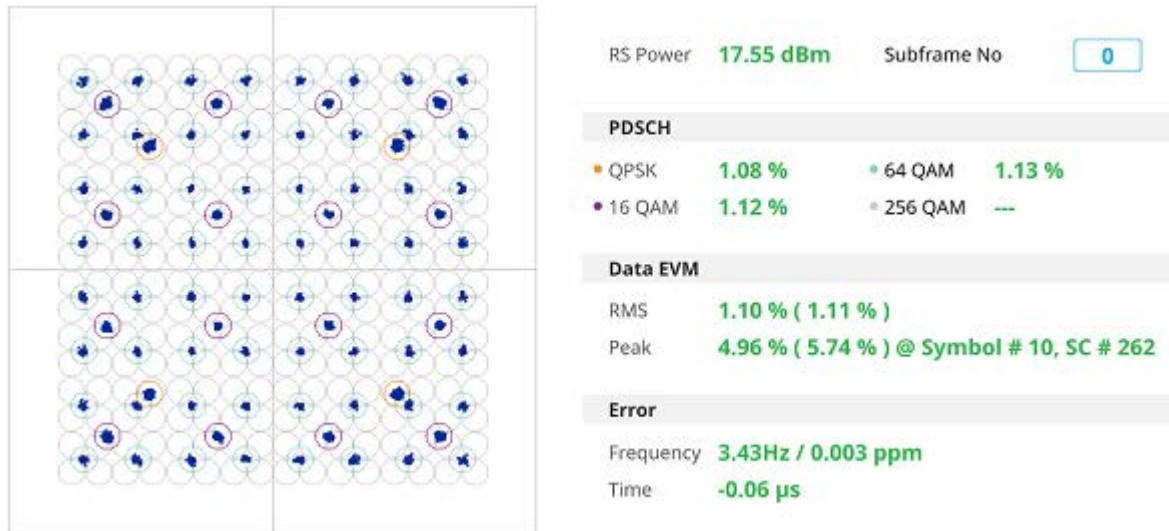 RS Power 17.55 dBm Subframe No 0
PDSCH
QPSK 1.08 % 64 QAM 1.13 %
16 QAM 1.12 % 256 QAM ---
Data EVM
RMS 1.10 % ( 1.11 % )
Peak 4.96 % ( 5.74 % ) @ Symbol # 10, SC # 262
Error
Frequency 3.43Hz / 0.003 ppm
Time -0.06 µs